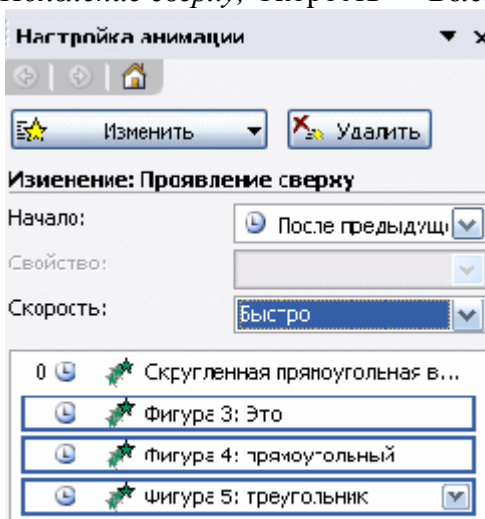 Настройка анимации
Изменить
Удалить
Изменение: Проявление сверху
Начало:
После предыдущ
Свойство:
Скорость:
Быстро
0 Скругленная прямоугольная в...
Фигура 3: Это
Фигура 4: прямоугольный
Фигура 5: треугольник